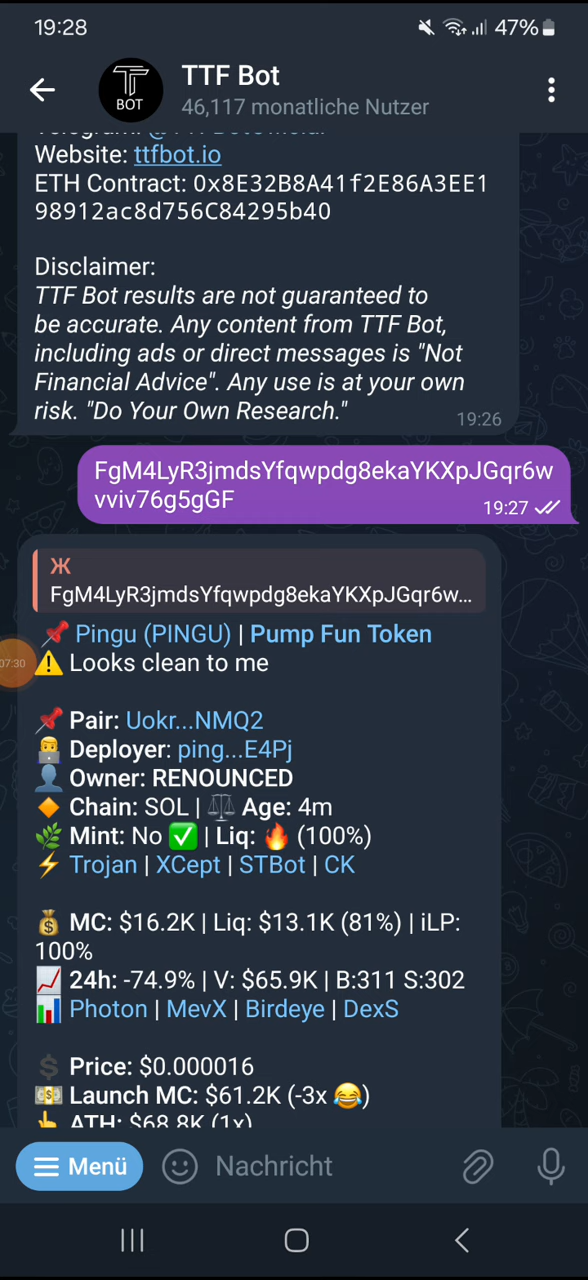 19:28
47%
TTF Bot
BOT
46,117 monatliche Nutzer
Website: ttfbot.io
ETH Contract: 0x8E32B8A41f2E86A3EE1
98912ac8d756C84295b40
Disclaimer:
TTF Bot results are not guaranteed to
be accurate. Any content from TTF Bot,
including ads or direct messages is "Not
Financial Advice". Any use is at your own
risk. "Do Your Own Research."
19:26
FgM4LyR3jmdsYfqwpdg8ekaYKXpJGqr6w
vviv76g5gGF
19:27
Ж
FgM4LyR3jmdsYfqwpdg8ekaYKXpJGqr6w...
📌 Pingu (PINGU) | Pump Fun Token
07:30
⚠️ Looks clean to me
📌 Pair: Uokr...NMQ2
👨‍💻 Deployer: ping...E4Pj
👤 Owner: RENOUNCED
🔸 Chain: SOL | ⚖️ Age: 4m
🌿 Mint: No ✅ | Liq: 🔥 (100%)
⚡ Trojan | XCept | STBot | CK
💰 MC: $16.2K | Liq: $13.1K (81%) | iLP:
100%
📈 24h: -74.9% | V: $65.9K | B:311 S:302
📊 Photon | MevX | Birdeye | DexS
💲 Price: $0.000016
💵 Launch MC: $61.2K (-3x 😂)
👆 ATH: $68.8K (1x)
Menü
Nachricht